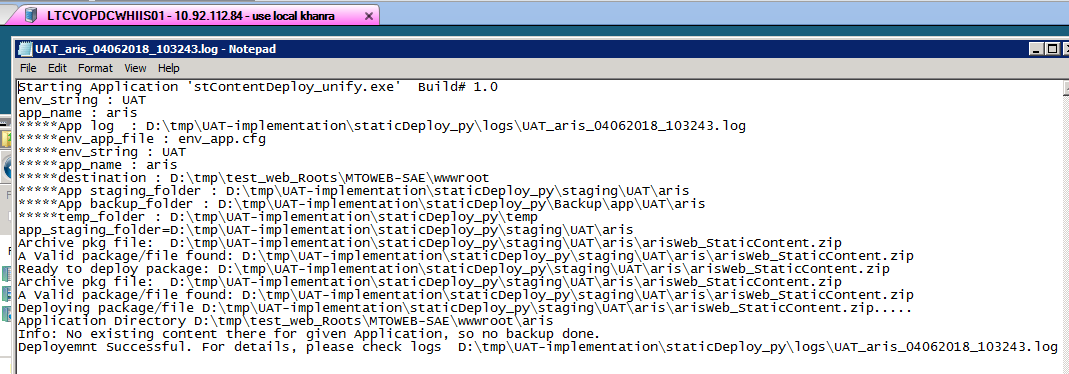 LTCVOPDCWHIIS01 - 10.92.112.84 - use local khanra
UAT_aris_04062018_103243.log - Notepad
File Edit Format View Help
Starting Application 'stContentDeploy_unify.exe'  Build# 1.0
env_string : UAT
app_name : aris
*****App log  : D:\tmp\UAT-implementation\staticDeploy_py\logs\UAT_aris_04062018_103243.log
*****env_app_file : env_app.cfg
*****env_string : UAT
*****app_name : aris
*****destination : D:\tmp\test_web_Roots\MTOWEB-SAE\wwwroot
*****App staging_folder : D:\tmp\UAT-implementation\staticDeploy_py\staging\UAT\aris
*****App backup_folder : D:\tmp\UAT-implementation\staticDeploy_py\Backup\app\UAT\aris
*****temp_folder : D:\tmp\UAT-implementation\staticDeploy_py\temp
app_staging_folder=D:\tmp\UAT-implementation\staticDeploy_py\staging\UAT\aris
Archive pkg file:  D:\tmp\UAT-implementation\staticDeploy_py\staging\UAT\aris\arisWeb_StaticContent.zip
A Valid package/file found: D:\tmp\UAT-implementation\staticDeploy_py\staging\UAT\aris\arisWeb_StaticContent.zip
Ready to deploy package: D:\tmp\UAT-implementation\staticDeploy_py\staging\UAT\aris\arisWeb_StaticContent.zip
Archive pkg file:  D:\tmp\UAT-implementation\staticDeploy_py\staging\UAT\aris\arisWeb_StaticContent.zip
A Valid package/file found: D:\tmp\UAT-implementation\staticDeploy_py\staging\UAT\aris\arisWeb_StaticContent.zip
Deploying package/file D:\tmp\UAT-implementation\staticDeploy_py\staging\UAT\aris\arisWeb_StaticContent.zip.....
Application Directory D:\tmp\test_web_Roots\MTOWEB-SAE\wwwroot\aris
Info: No existing content there for given Application, so no backup done.
Deployemnt Successful. For details, please check logs  D:\tmp\UAT-implementation\staticDeploy_py\logs\UAT_aris_04062018_103243.log